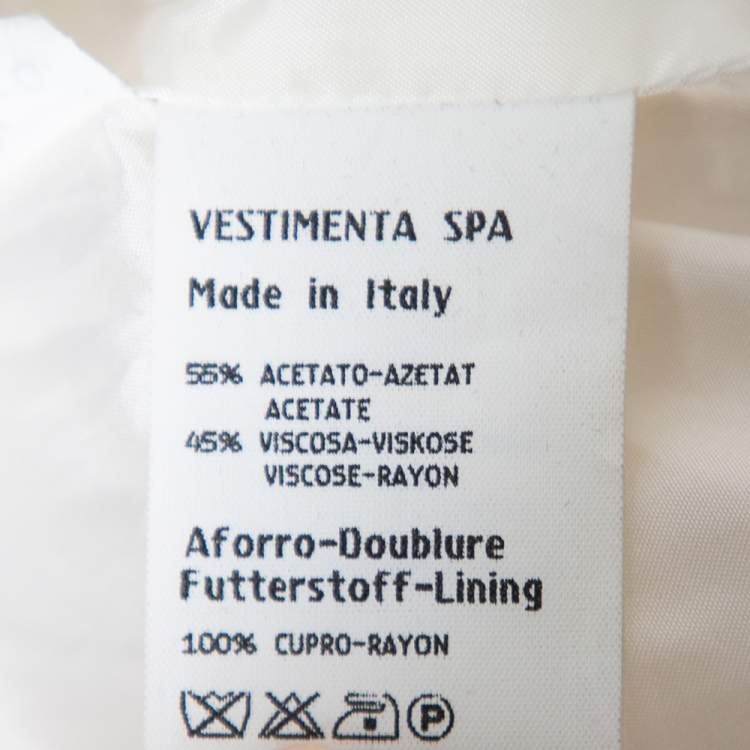 VESTIMENTA SPA
Made in Italy
55% ACETATO-AZETAT
ACETATE
45% VISCOSA-VISKOSE
VISCOSE-RAYON
Aforro-Doublure
Futterstoff-Lining
100% CUPRO-RAYON
P